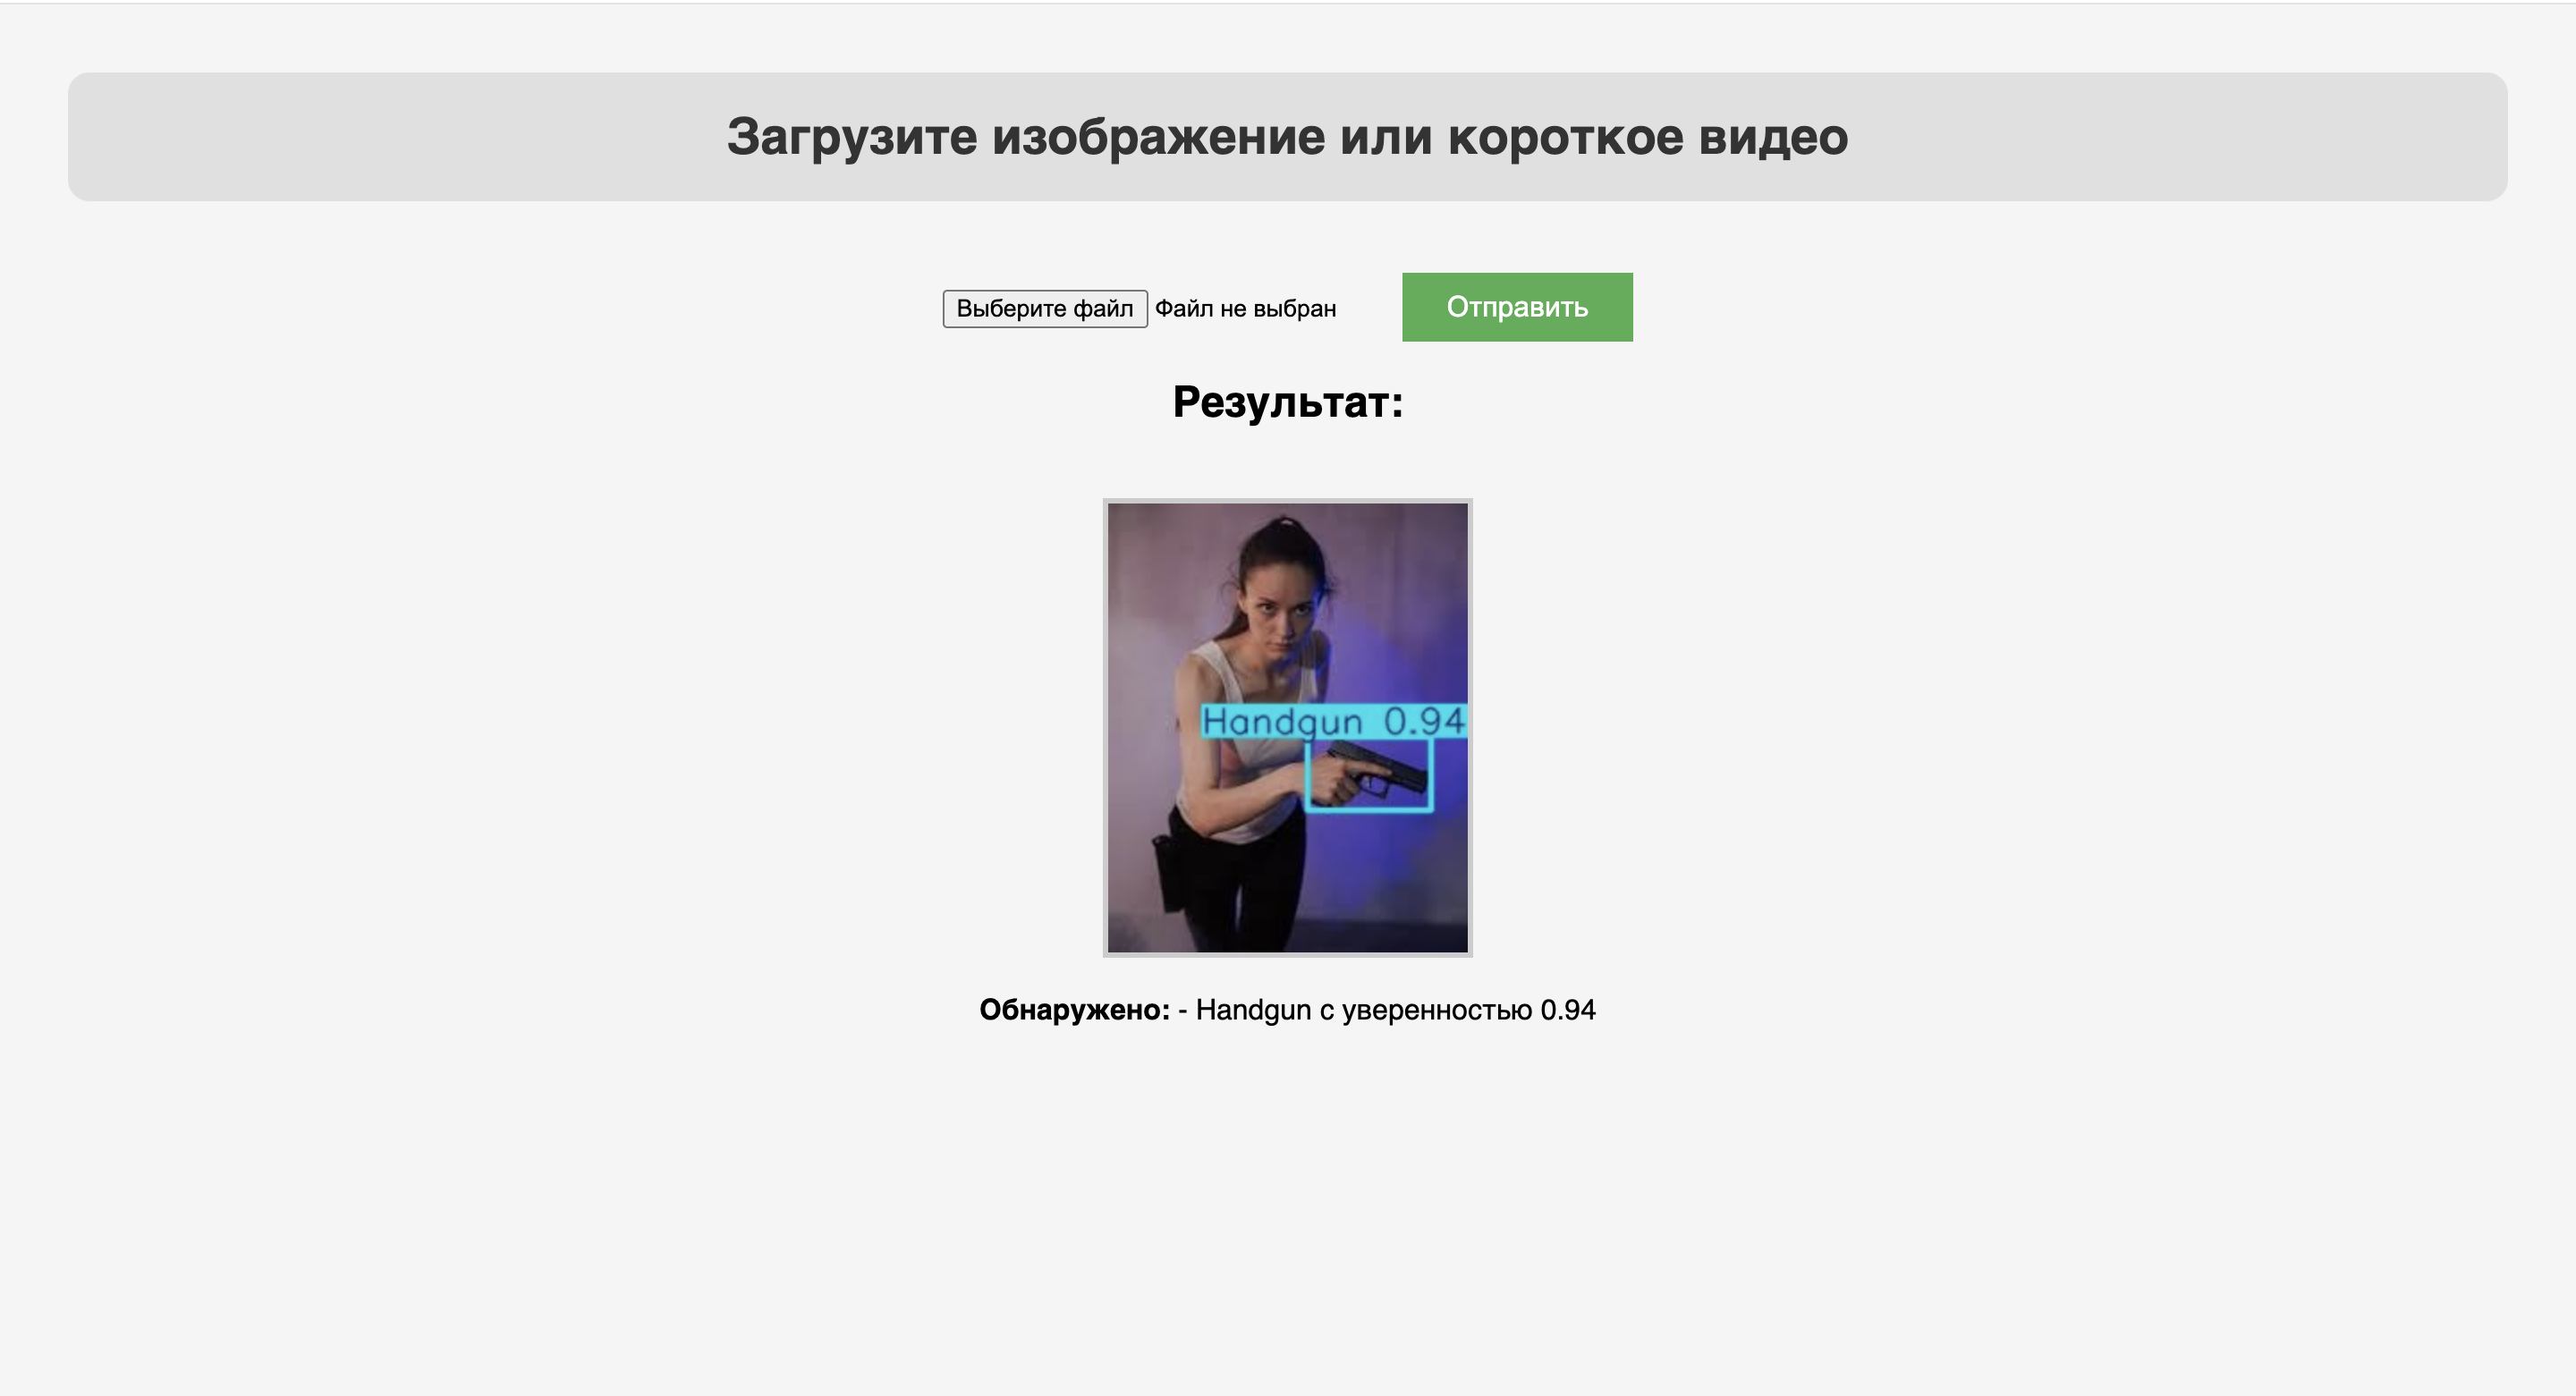 Загрузите изображение или короткое видео
Выберите файл Файл не выбран Отправить
Результат:
Handgun 0.94
Обнаружено: - Handgun с уверенностью 0.94